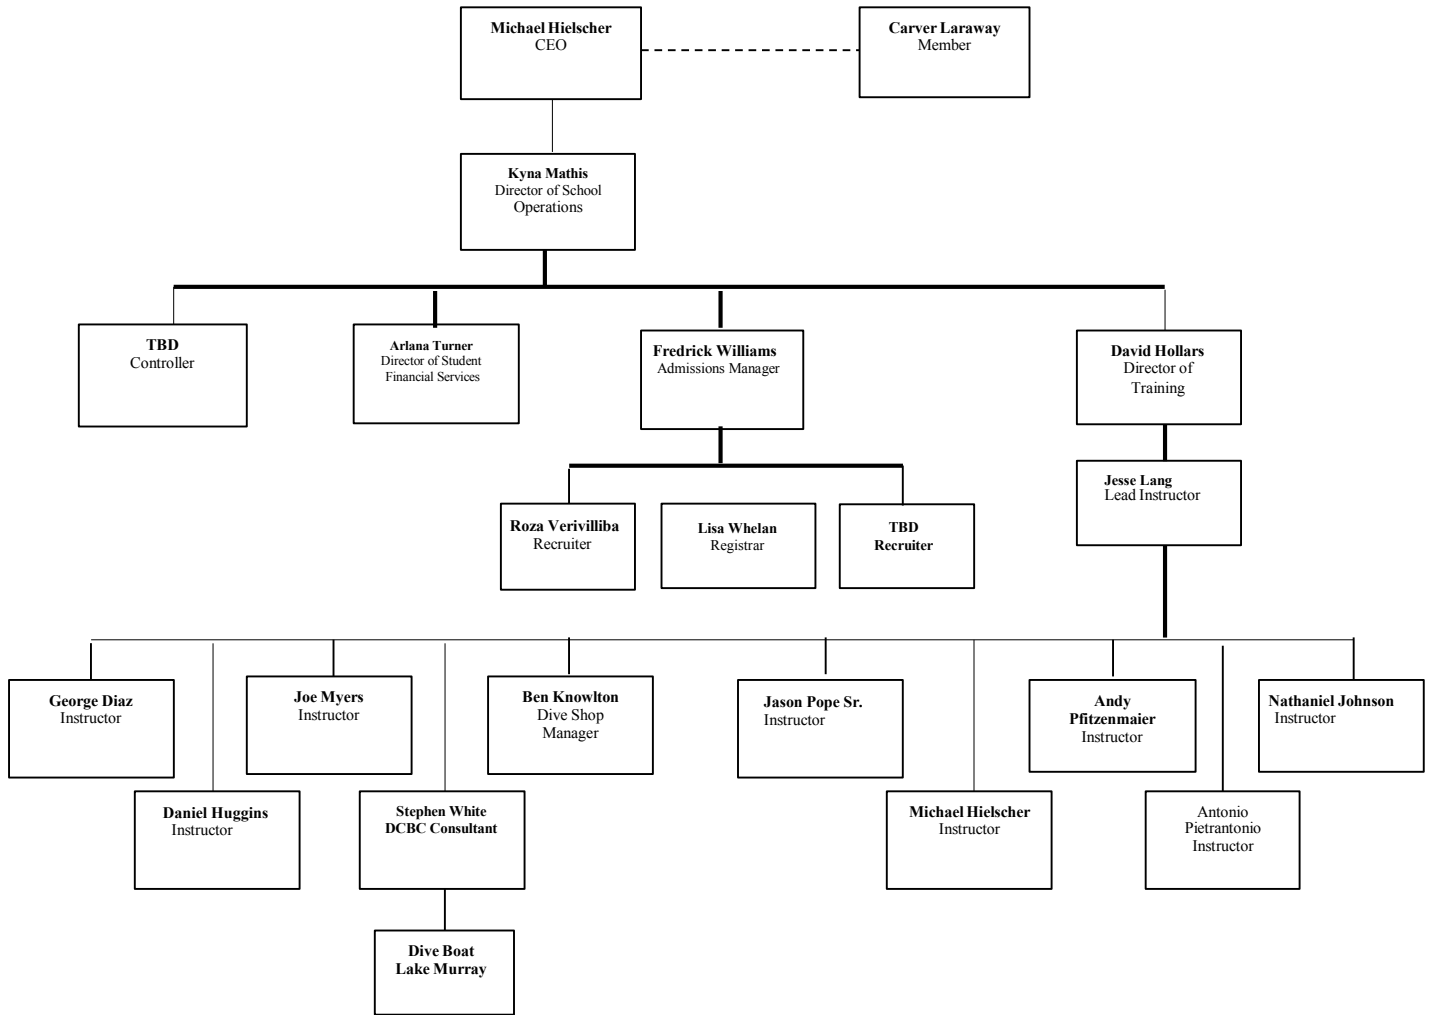 Michael Hielscher
CEO
Carver Laraway
Member
Kyna Mathis
Director of School
Operations
TBD
Controller
Arlana Turner
Director of Student
Financial Services
Fredrick Williams
Admissions Manager
David Hollars
Director of
Training
Jesse Lang
Lead Instructor
Roza Verivilliba
Recruiter
Lisa Whelan
Registrar
TBD
Recruiter
George Diaz
Instructor
Joe Myers
Instructor
Ben Knowlton
Dive Shop
Manager
Jason Pope Sr.
Instructor
Andy
Pfitzenmaier
Instructor
Nathaniel Johnson
Instructor
Daniel Huggins
Instructor
Stephen White
DCBC Consultant
Michael Hielscher
Instructor
Antonio
Pietrantonio
Instructor
Dive Boat
Lake Murray